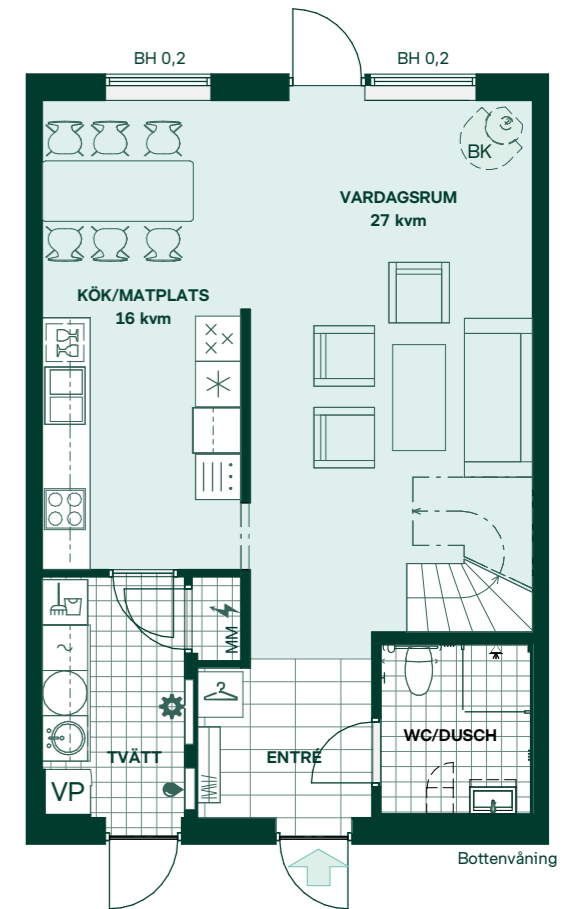 BH 0,2
BH 0,2
BK
VARDAGSRUM
27 kvm
KÖK/MATPLATS
16 kvm
MM
WC/DUSCH
TVÄTT
ENTRÉ
VP
Bottenvåning